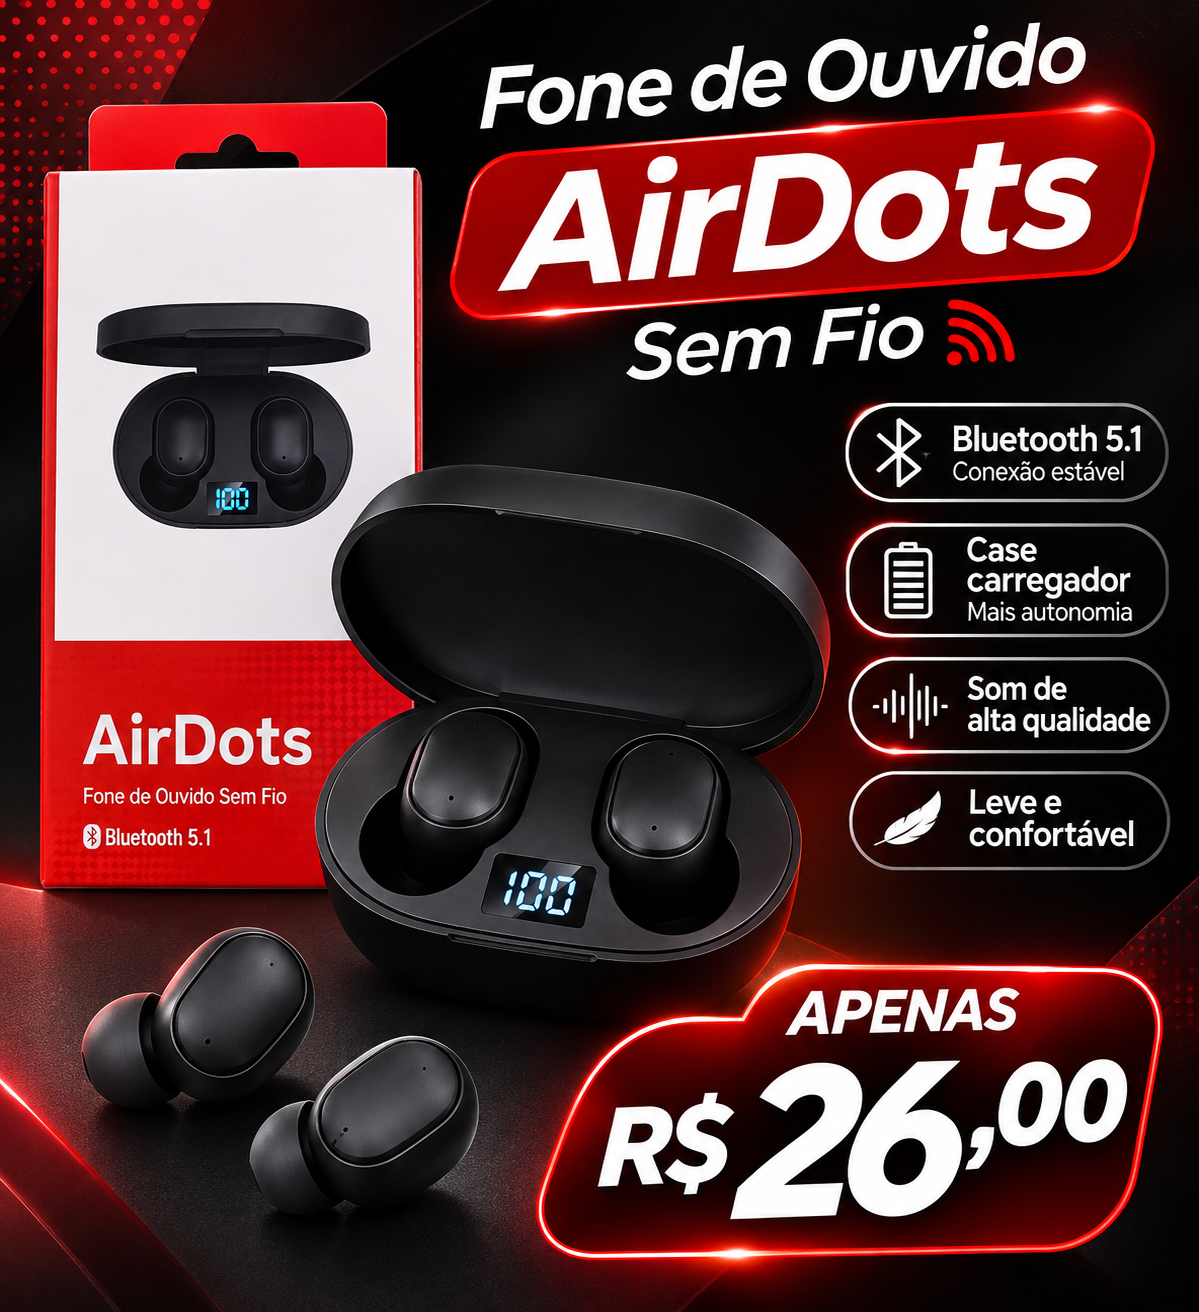 Fone de Ouvido
AirDots
Sem Fio
Bluetooth 5.1
Conexão estável
Case
carregador
Mais autonomia
Som de
alta qualidade
Leve e
confortável
100
AirDots
Fone de Ouvido Sem Fio
Bluetooth 5.1
100
APENAS
R$ 26,00